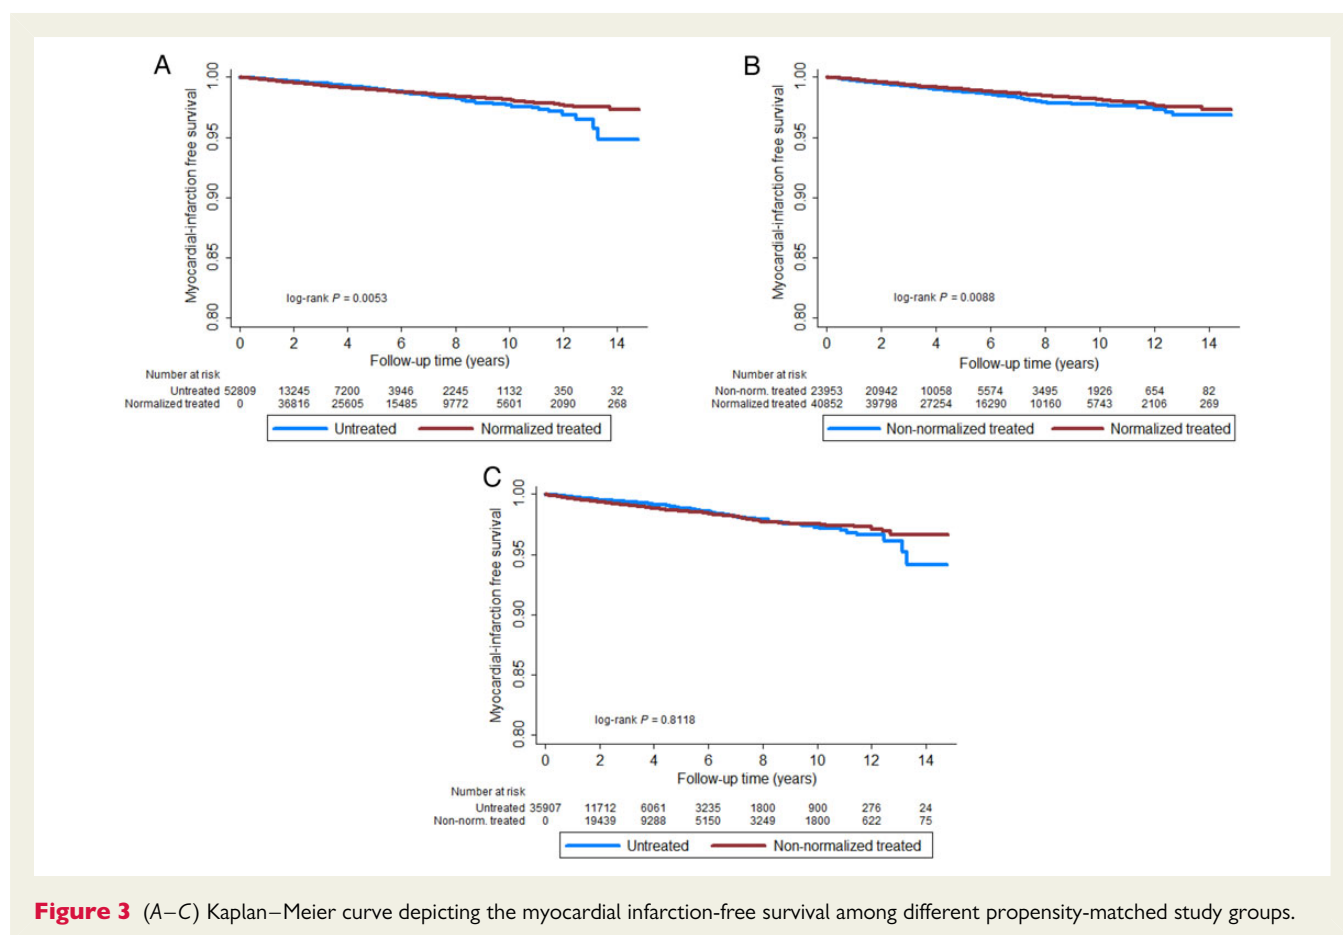 A
Myocardial-infarction free survival
1.00
0.95
0.90
0.85
0.80
log-rank P = 0.0053
0 2 4 6 8 10 12 14
Follow-up time (years)
Number at risk
Untreated 52809 13245 7200 3946 2245 1132 350 32
Normalized treated 0 36816 25605 15485 9772 5601 2090 268
Untreated Normalized treated
B
Myocardial-infarction free survival
1.00
0.95
0.90
0.85
0.80
log-rank P = 0.0088
0 2 4 6 8 10 12 14
Follow-up time (years)
Number at risk
Non-norm. treated 23953 20942 10058 5574 3495 1926 654 82
Normalized treated 40852 39798 27254 16290 10160 5743 2106 269
Non-normalized treated Normalized treated
C
Myocardial-infarction free survival
1.00
0.95
0.90
0.85
0.80
log-rank P = 0.8118
0 2 4 6 8 10 12 14
Follow-up time (years)
Number at risk
Untreated 35907 11712 6061 3235 1800 900 276 24
Non-norm. treated 0 19439 9288 5150 3249 1800 622 75
Untreated Non-normalized treated
Figure 3 (A–C) Kaplan–Meier curve depicting the myocardial infarction-free survival among different propensity-matched study groups.